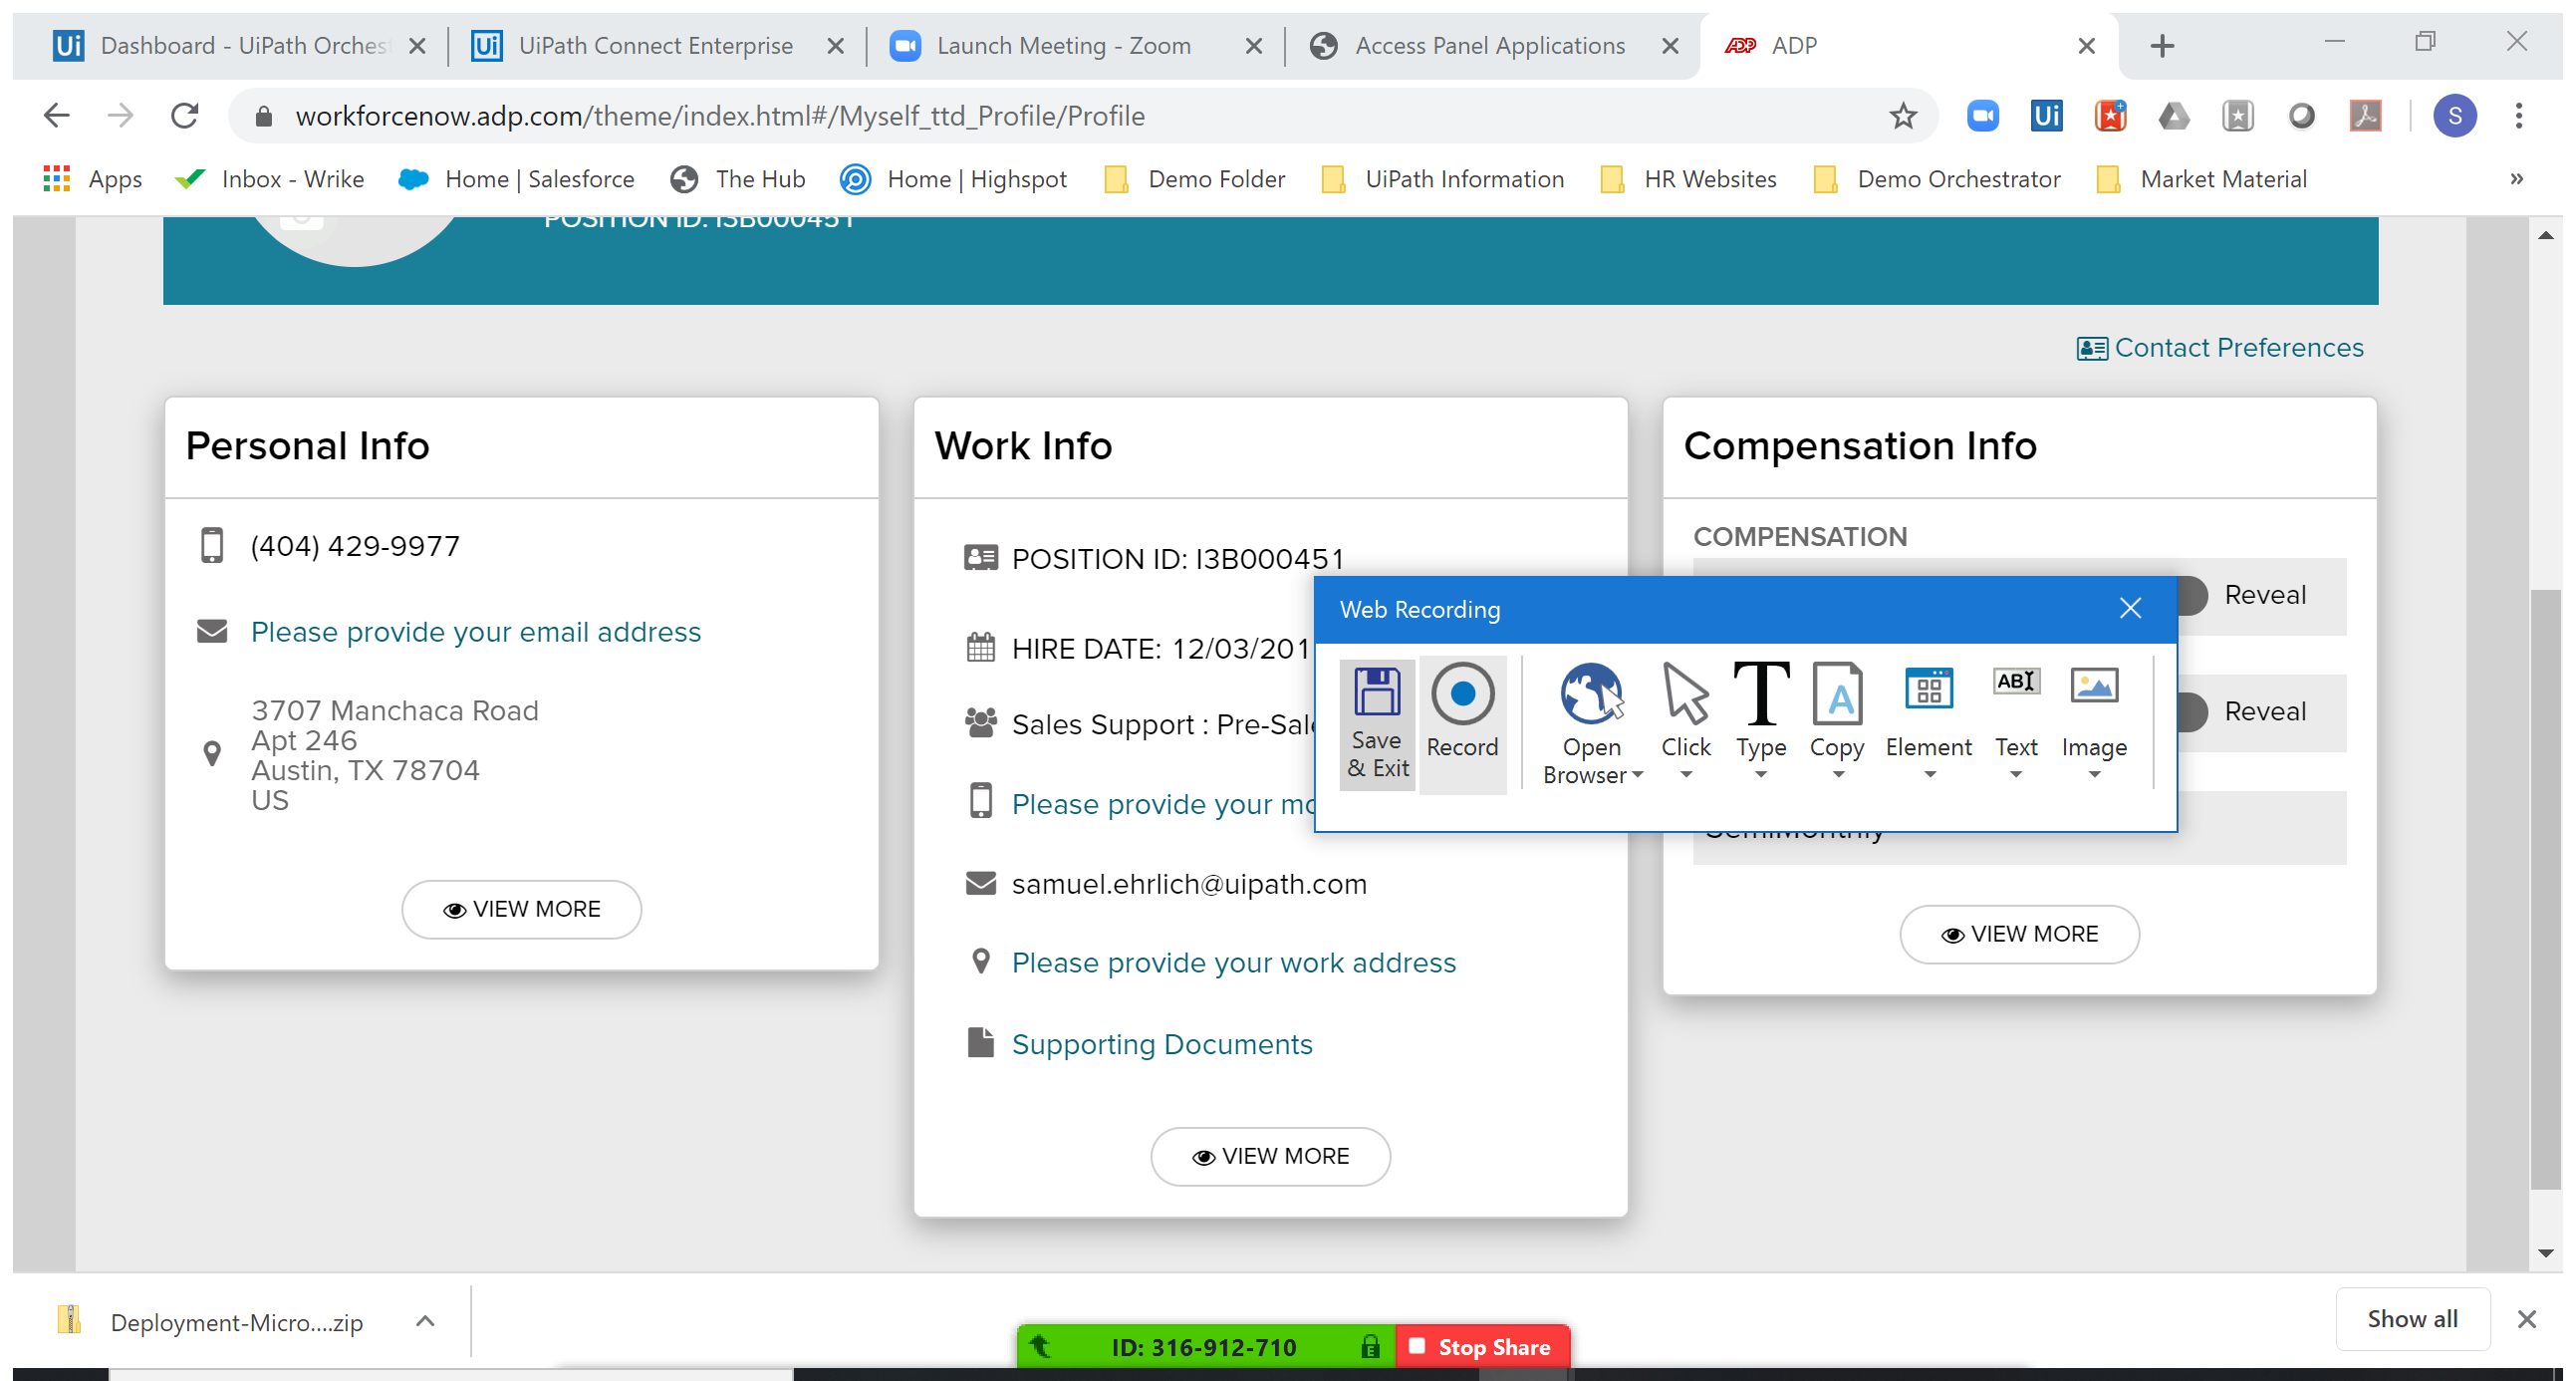 Dashboard - UiPath Orches
UiPath Connect Enterprise
Launch Meeting - Zoom
Access Panel Applications
ADP
workforcenow.adp.com/theme/index.html#/Myself_ttd_Profile/Profile
Apps
Inbox - Wrike
Home | Salesforce
The Hub
Home | Highspot
Demo Folder
UiPath Information
HR Websites
Demo Orchestrator
Market Material
»
POSITION ID: I3B000451
Contact Preferences
Personal Info
(404) 429-9977
Please provide your email address
3707 Manchaca Road
Apt 246
Austin, TX 78704
US
VIEW MORE
Work Info
POSITION ID: I3B000451
HIRE DATE: 12/03/201
Sales Support : Pre-Sale
Please provide your mo
samuel.ehrlich@uipath.com
Please provide your work address
Supporting Documents
VIEW MORE
Compensation Info
COMPENSATION
Reveal
Reveal
SemiMonthly
VIEW MORE
Web Recording
Save
& Exit
Record
Open
Browser
Click
Type
Copy
Element
Text
Image
Deployment-Micro....zip
ID: 316-912-710
Stop Share
Show all